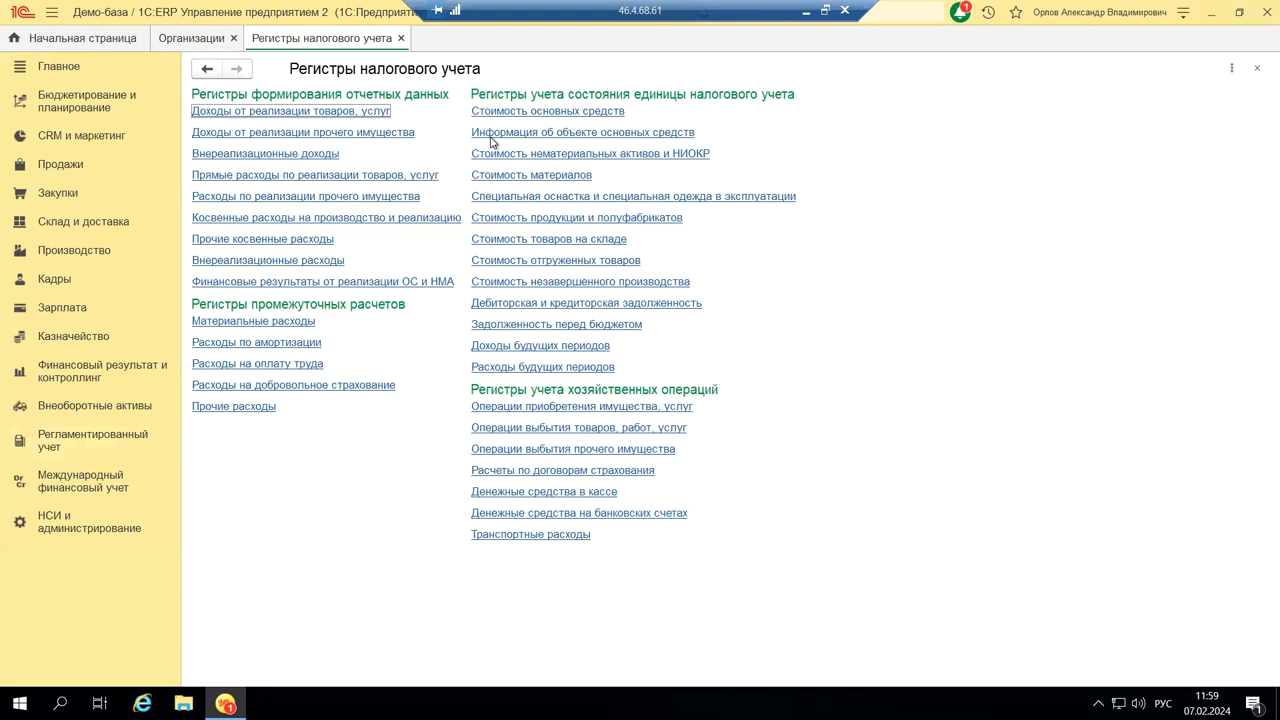 Демо-база / 1С:ERP Управление предприятием 2 (1С:Предприяти
46.4.68.61
1
Орлов Александр Владимирович
Начальная страница
Организации
Регистры налогового учета
Главное
Бюджетирование и
планирование
CRM и маркетинг
Продажи
Закупки
Склад и доставка
Производство
Кадры
Зарплата
Казначейство
Финансовый результат и
контроллинг
Внеоборотные активы
Регламентированный
учет
Dr
Cr
Международный
финансовый учет
НСИ и
администрирование
Регистры налогового учета
Регистры формирования отчетных данных
Доходы от реализации товаров, услуг
Доходы от реализации прочего имущества
Внереализационные доходы
Прямые расходы по реализации товаров, услуг
Расходы по реализации прочего имущества
Косвенные расходы на производство и реализацию
Прочие косвенные расходы
Внереализационные расходы
Финансовые результаты от реализации ОС и НМА
Регистры промежуточных расчетов
Материальные расходы
Расходы по амортизации
Расходы на оплату труда
Расходы на добровольное страхование
Прочие расходы
Регистры учета состояния единицы налогового учета
Стоимость основных средств
Информация об объекте основных средств
Стоимость нематериальных активов и НИОКР
Стоимость материалов
Специальная оснастка и специальная одежда в эксплуатации
Стоимость продукции и полуфабрикатов
Стоимость товаров на складе
Стоимость отгруженных товаров
Стоимость незавершенного производства
Дебиторская и кредиторская задолженность
Задолженность перед бюджетом
Доходы будущих периодов
Расходы будущих периодов
Регистры учета хозяйственных операций
Операции приобретения имущества, услуг
Операции выбытия товаров, работ, услуг
Операции выбытия прочего имущества
Расчеты по договорам страхования
Денежные средства в кассе
Денежные средства на банковских счетах
Транспортные расходы
1
РУС
11:59
07.02.2024
1